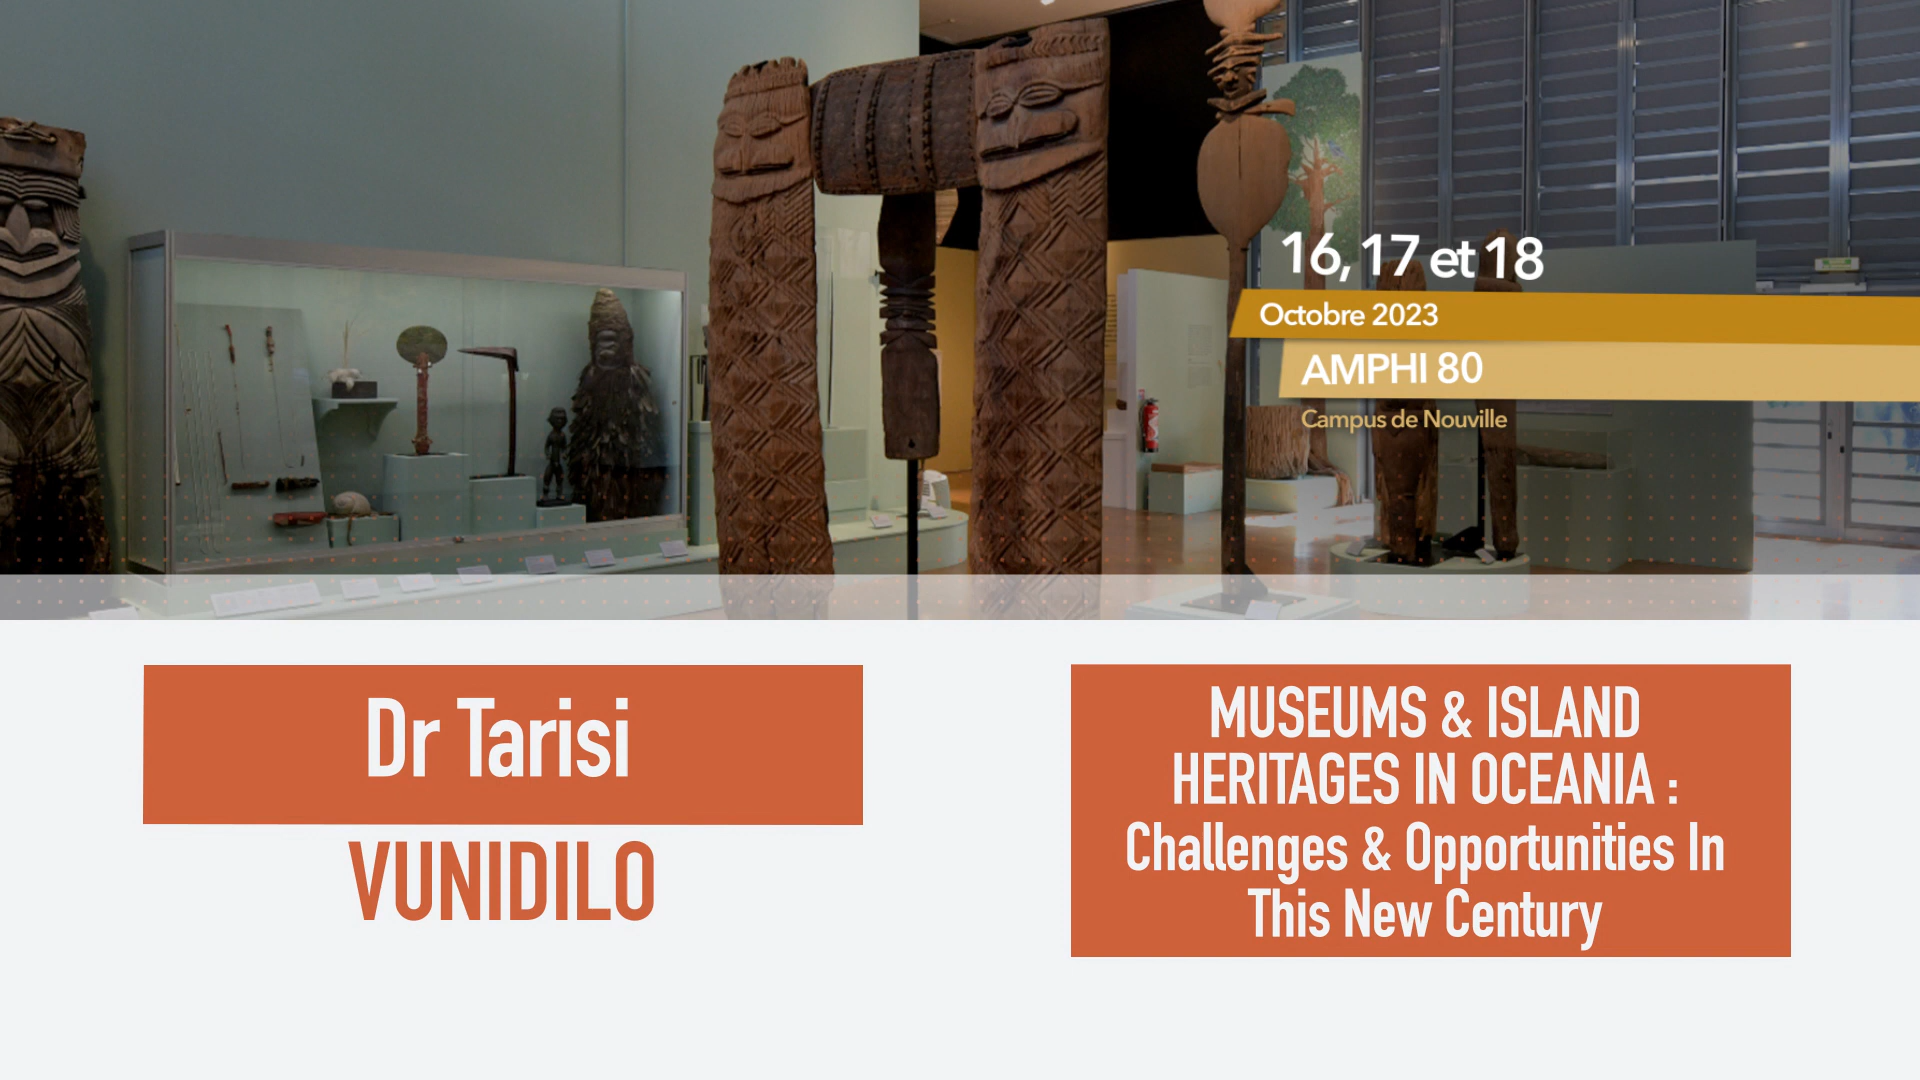 16, 17 et 18
Octobre 2023
AMPHI 80
Campus de Nouville
Dr Tarisi
VUNIDILO
MUSEUMS & ISLAND
HERITAGES IN OCEANIA :
Challenges & Opportunities In
This New Century